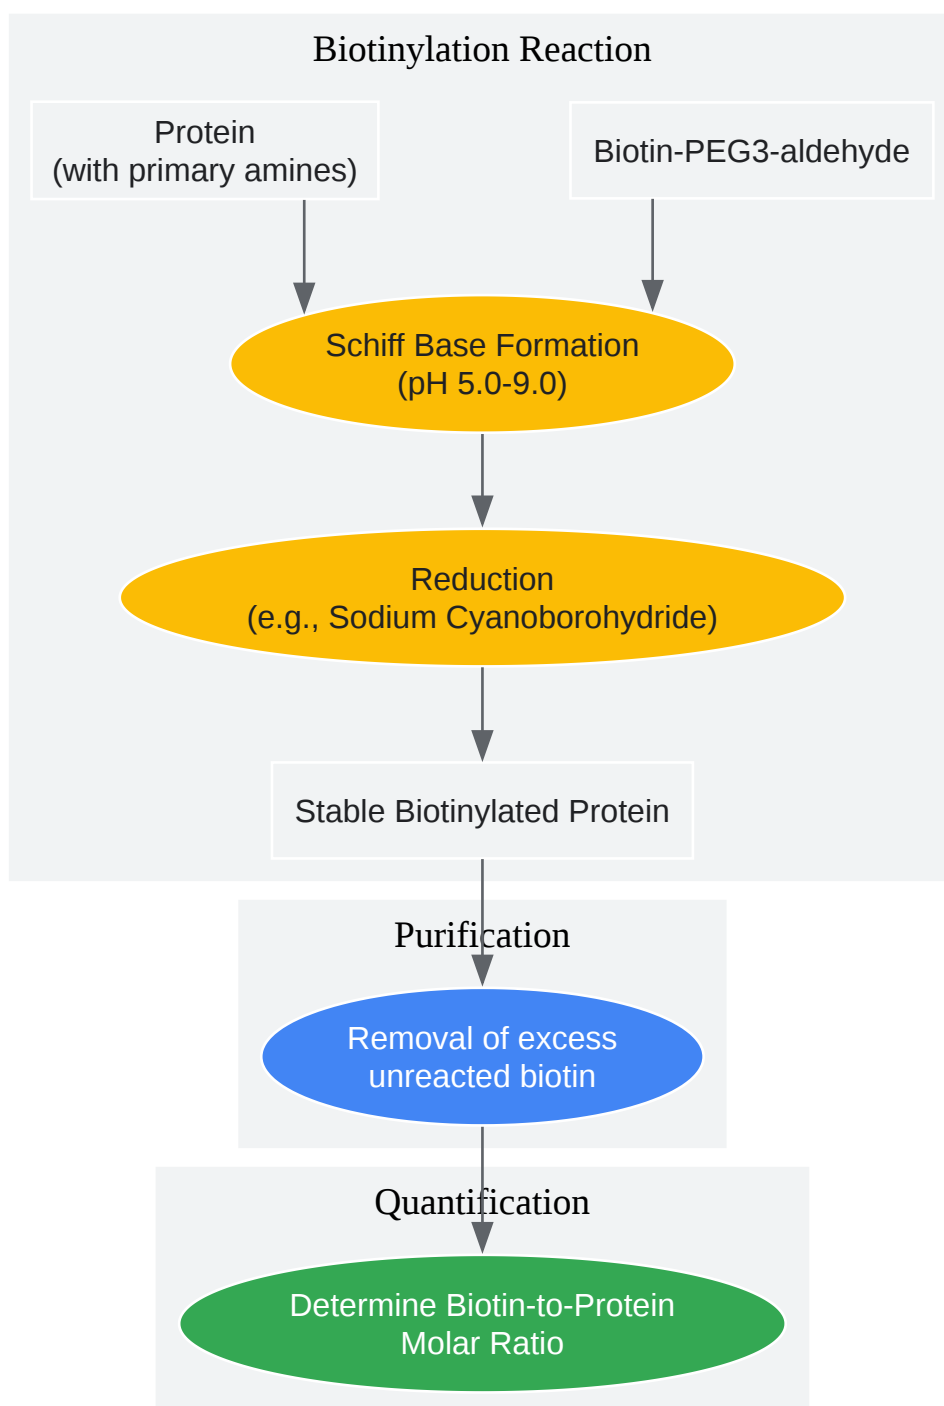 Biotinylation Reaction
Protein
(with primary amines)
Biotin-PEG3-aldehyde
Schiff Base Formation
(pH 5.0-9.0)
Reduction
(e.g., Sodium Cyanoborohydride)
Stable Biotinylated Protein
Purification
Removal of excess
unreacted biotin
Quantification
Determine Biotin-to-Protein
Molar Ratio